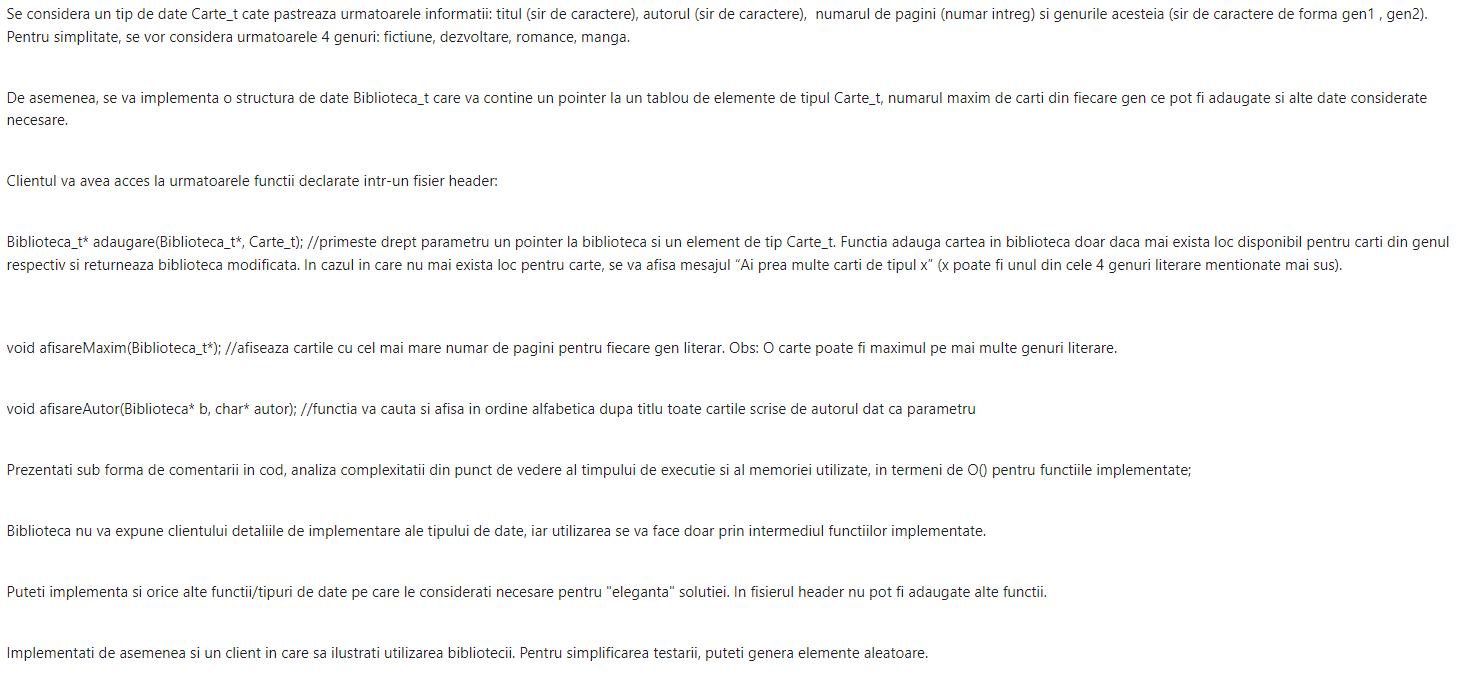 Se considera un tip de date Carte_t cate pastreaza urmatoarele informatii: titul (sir de caractere), autorul (sir de caractere),  numarul de pagini (numar intreg) si genurile acesteia (sir de caractere de forma gen1 , gen2).
Pentru simplitate, se vor considera urmatoarele 4 genuri: fictiune, dezvoltare, romance, manga.
De asemenea, se va implementa o structura de date Biblioteca_t care va contine un pointer la un tablou de elemente de tipul Carte_t, numarul maxim de carti din fiecare gen ce pot fi adaugate si alte date considerate
necesare.
Clientul va avea acces la urmatoarele functii declarate intr-un fisier header:
Biblioteca_t* adaugare(Biblioteca_t*, Carte_t); //primeste drept parametru un pointer la biblioteca si un element de tip Carte_t. Functia adauga cartea in biblioteca doar daca mai exista loc disponibil pentru carti din genul
respectiv si returneaza biblioteca modificata. In cazul in care nu mai exista loc pentru carte, se va afisa mesajul “Ai prea multe carti de tipul x” (x poate fi unul din cele 4 genuri literare mentionate mai sus).
void afisareMaxim(Biblioteca_t*); //afiseaza cartile cu cel mai mare numar de pagini pentru fiecare gen literar. Obs: O carte poate fi maximul pe mai multe genuri literare.
void afisareAutor(Biblioteca* b, char* autor); //functia va cauta si afisa in ordine alfabetica dupa titlu toate cartile scrise de autorul dat ca parametru
Prezentati sub forma de comentarii in cod, analiza complexitatii din punct de vedere al timpului de executie si al memoriei utilizate, in termeni de O() pentru functiile implementate;
Biblioteca nu va expune clientului detaliile de implementare ale tipului de date, iar utilizarea se va face doar prin intermediul functiilor implementate.
Puteti implementa si orice alte functii/tipuri de date pe care le considerati necesare pentru "eleganta" solutiei. In fisierul header nu pot fi adaugate alte functii.
Implementati de asemenea si un client in care sa ilustrati utilizarea bibliotecii. Pentru simplificarea testarii, puteti genera elemente aleatoare.